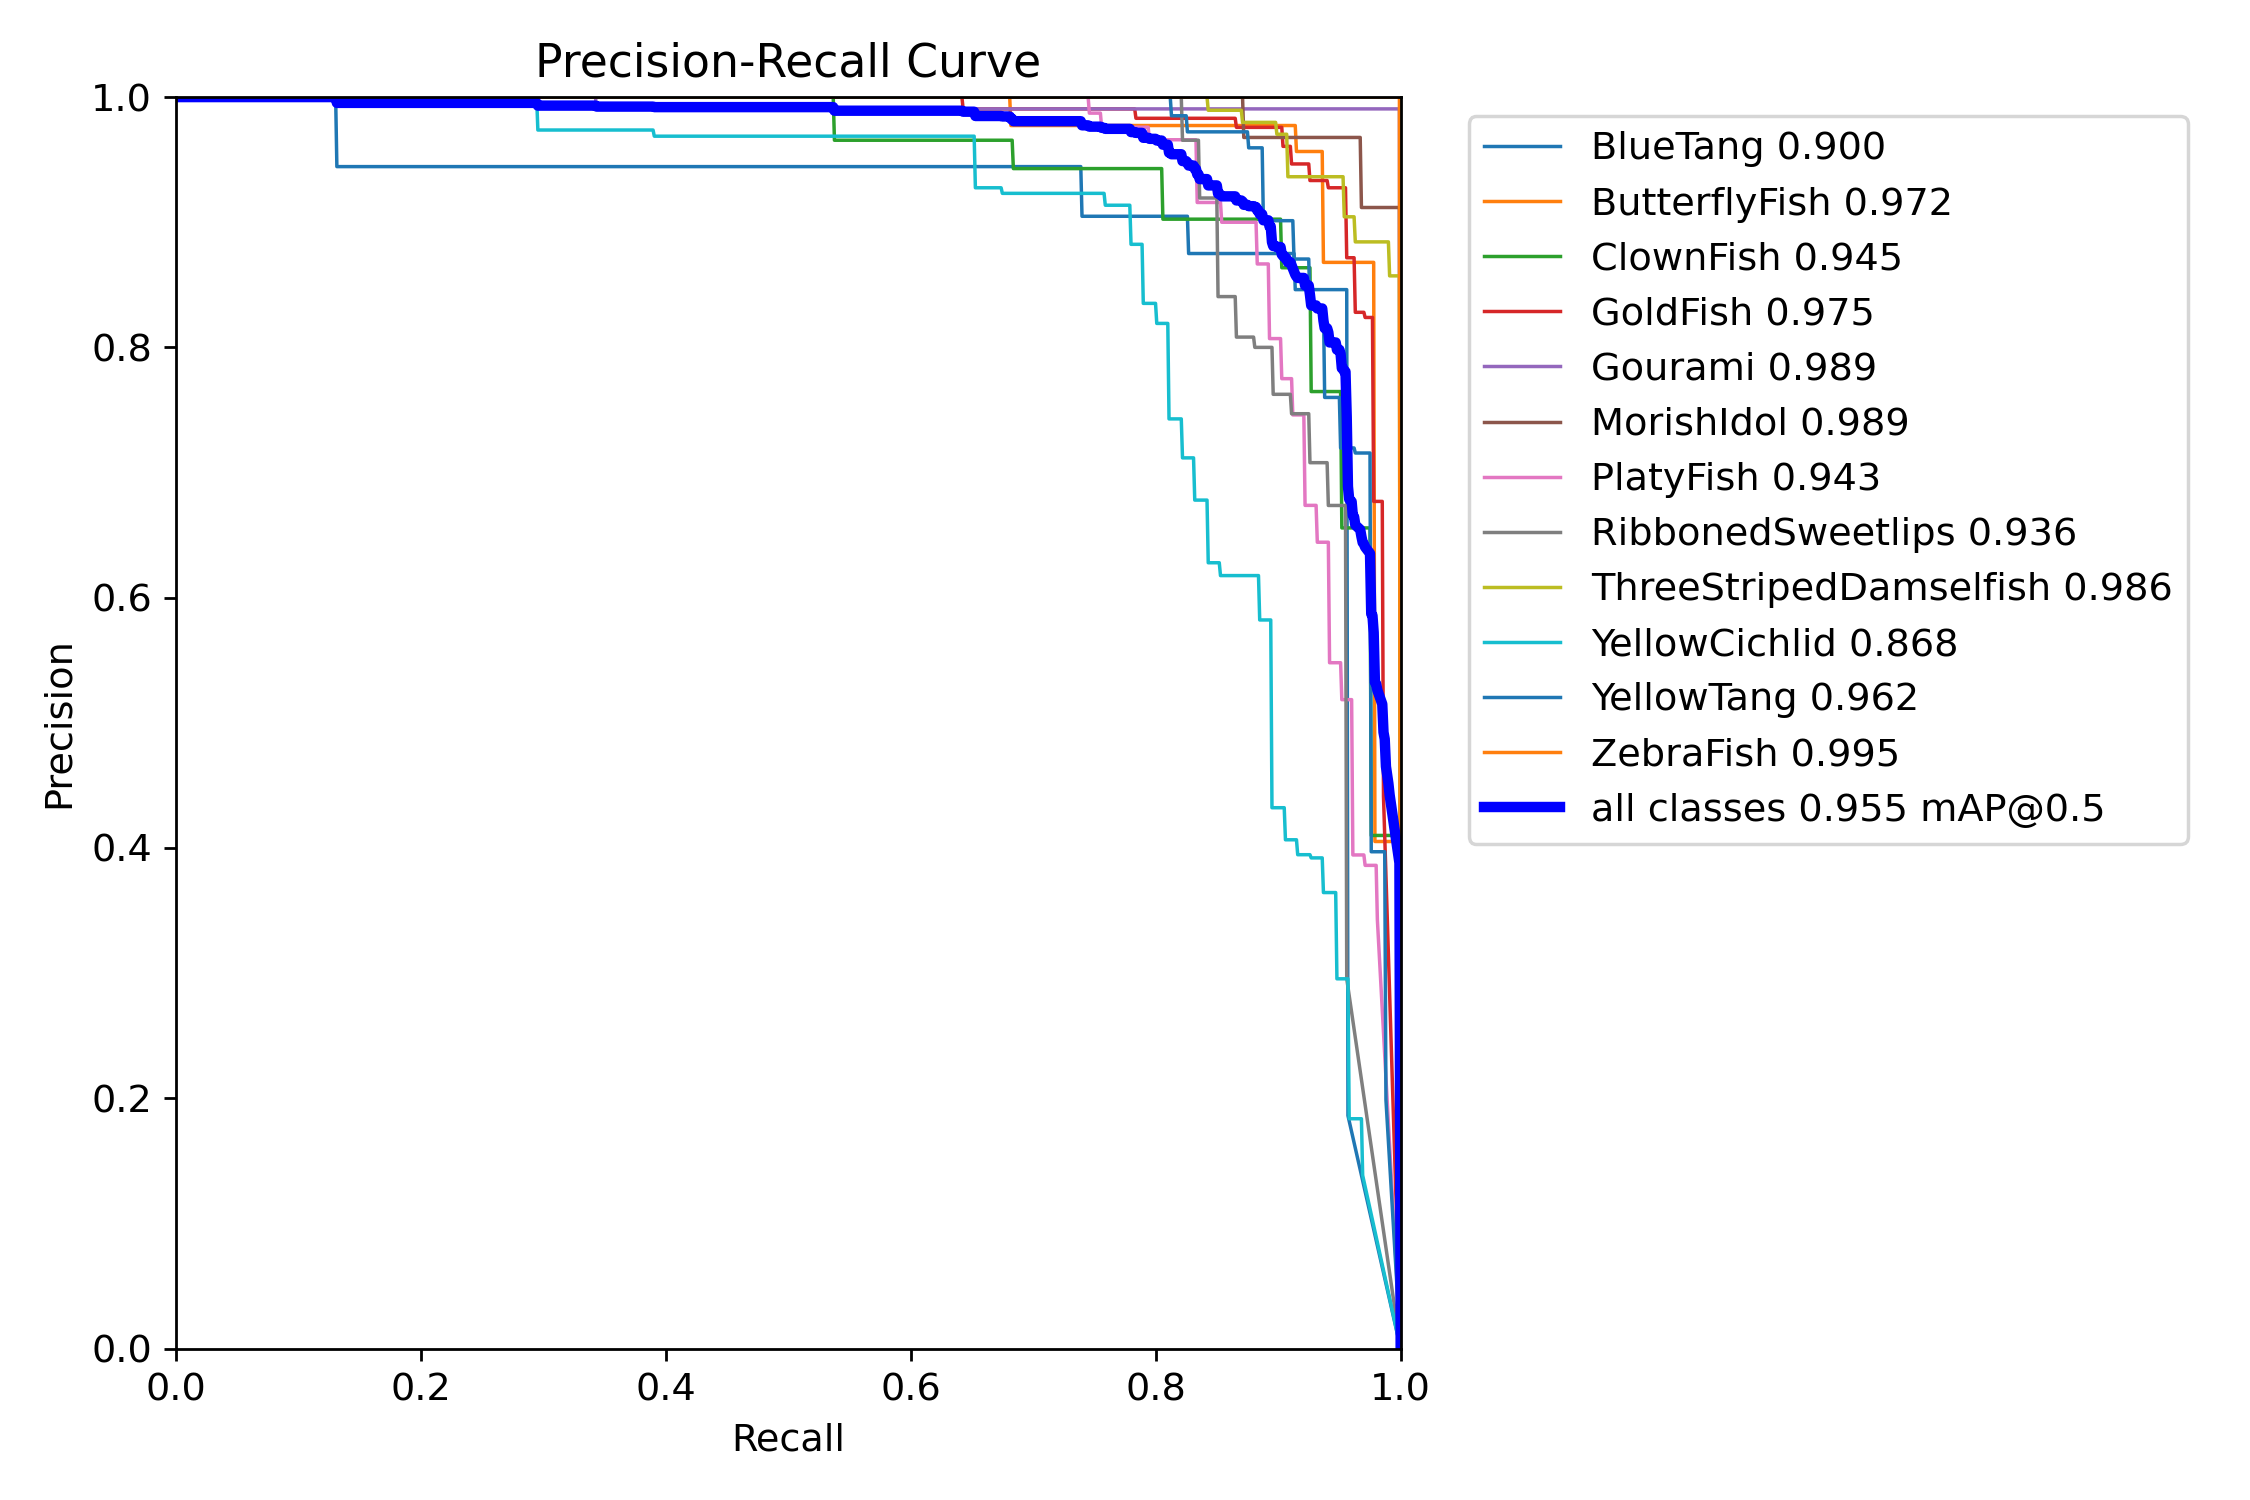 Precision-Recall Curve
1.0
0.8
0.6
0.4
0.2
0.0
Precision
0.0 0.2 0.4 0.6 0.8 1.0
Recall
BlueTang 0.900
ButterflyFish 0.972
ClownFish 0.945
GoldFish 0.975
Gourami 0.989
MorishIdol 0.989
PlatyFish 0.943
RibbonedSweetlips 0.936
ThreeStripedDamselfish 0.986
YellowCichlid 0.868
YellowTang 0.962
ZebraFish 0.995
all classes 0.955 mAP@0.5